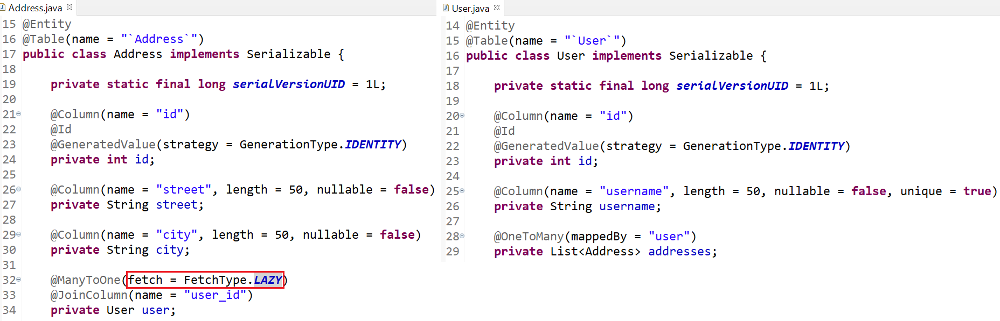 Address.java
15 @Entity
16 @Table(name = "`Address`")
17 public class Address implements Serializable {
18
19 private static final long serialVersionUID = 1L;
20
21 @Column(name = "id")
22 @Id
23 @GeneratedValue(strategy = GenerationType.IDENTITY)
24 private int id;
25
26 @Column(name = "street", length = 50, nullable = false)
27 private String street;
28
29 @Column(name = "city", length = 50, nullable = false)
30 private String city;
31
32 @ManyToOne(fetch = FetchType.LAZY)
33 @JoinColumn(name = "user_id")
34 private User user;
User.java
14 @Entity
15 @Table(name = "`User`")
16 public class User implements Serializable {
17
18 private static final long serialVersionUID = 1L;
19
20 @Column(name = "id")
21 @Id
22 @GeneratedValue(strategy = GenerationType.IDENTITY)
23 private int id;
24
25 @Column(name = "username", length = 50, nullable = false, unique = true)
26 private String username;
27
28 @OneToMany(mappedBy = "user")
29 private List<Address> addresses;